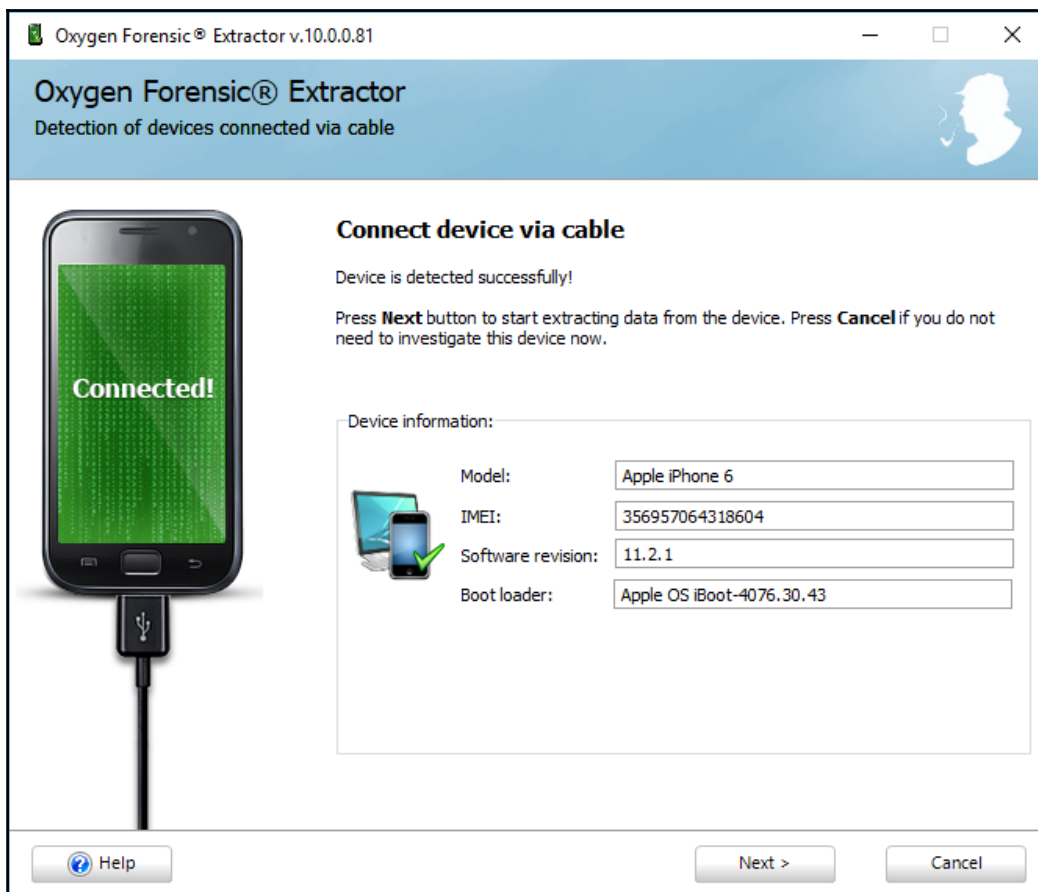 Oxygen Forensic® Extractor v.10.0.0.81
Oxygen Forensic® Extractor
Detection of devices connected via cable
Connected!
Connect device via cable
Device is detected successfully!
Press Next button to start extracting data from the device. Press Cancel if you do not
need to investigate this device now.
Device information:
Model: Apple iPhone 6
IMEI: 356957064318604
Software revision: 11.2.1
Boot loader: Apple OS iBoot-4076.30.43
Help
Next >
Cancel